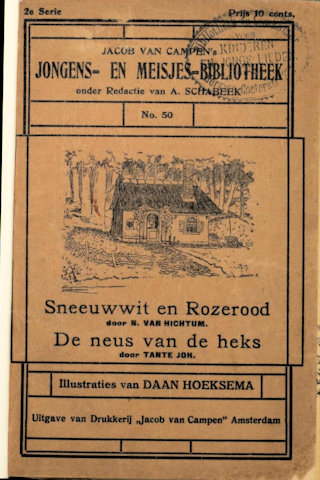 2e Serie
Prijs 10 cents.
JACOB VAN CAMPEN's
JONGENS- EN MEISJES-BIBLIOTHEEK
onder Redactie van A. SCHABEEK
No. 50
KINDEREN
Sneeuwwit en Rozerood
door N. VAN HICHTUM.
De neus van de heks
door TANTE JOH.
Illustraties van DAAN HOEKSEMA
Uitgave van Drukkerij „Jacob van Campen" Amsterdam